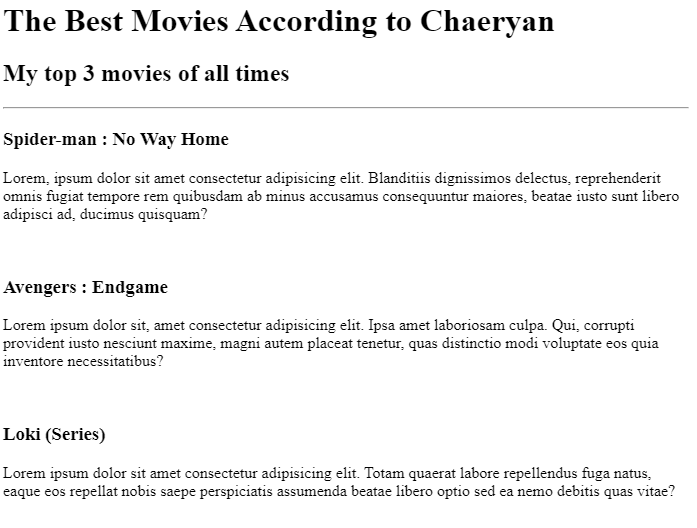 The Best Movies According to Chaeryan
My top 3 movies of all times
Spider-man : No Way Home
Lorem, ipsum dolor sit amet consectetur adipisicing elit. Blanditiis dignissimos delectus, reprehenderit
omnis fugiat tempore rem quibusdam ab minus accusamus consequuntur maiores, beatae iusto sunt libero
adipisci ad, ducimus quisquam?
Avengers : Endgame
Lorem ipsum dolor sit, amet consectetur adipisicing elit. Ipsa amet laboriosam culpa. Qui, corrupti
provident iusto nesciunt maxime, magni autem placeat tenetur, quas distinctio modi voluptate eos quia
inventore necessitatibus?
Loki (Series)
Lorem ipsum dolor sit amet consectetur adipisicing elit. Totam quaerat labore repellendus fuga natus,
eaque eos repellat nobis saepe perspiciatis assumenda beatae libero optio sed ea nemo debitis quas vitae?